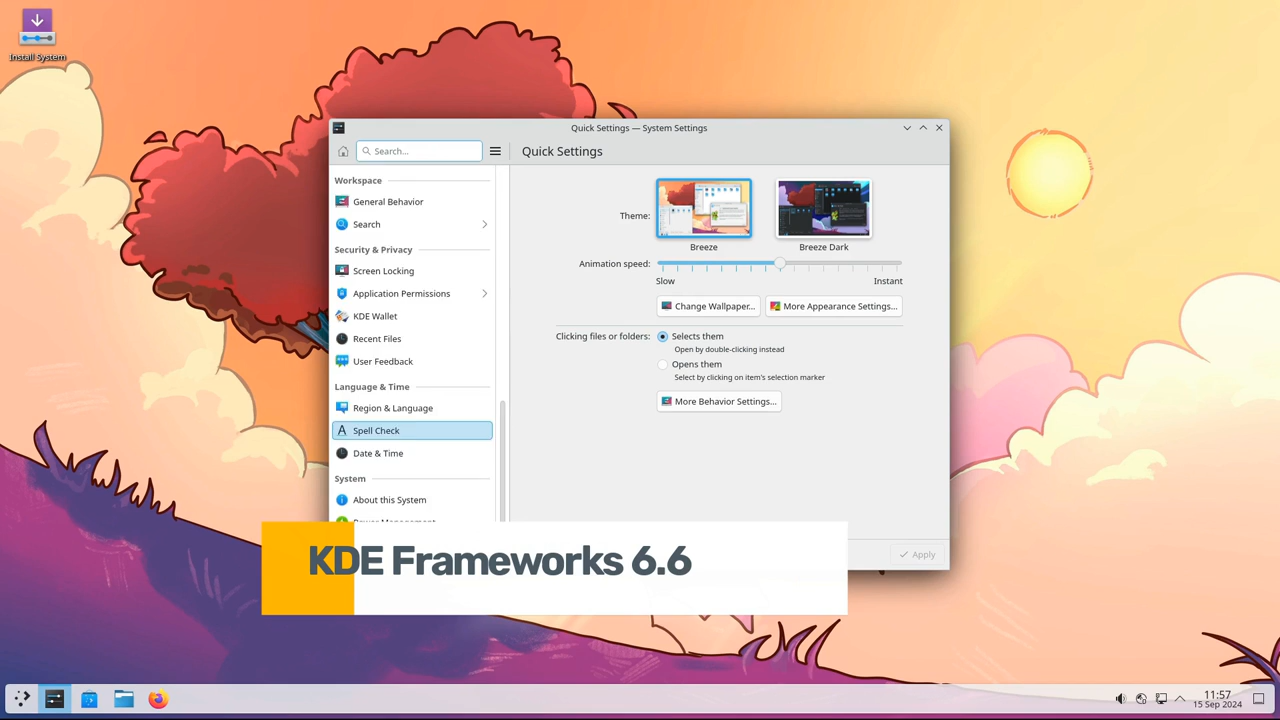 Install System
Quick Settings — System Settings
Search...
Quick Settings
Workspace
General Behavior
Search
Security & Privacy
Screen Locking
Application Permissions
KDE Wallet
Recent Files
User Feedback
Language & Time
Region & Language
Spell Check
Date & Time
System
About this System
Power Management
Theme:
Breeze
Breeze Dark
Animation speed:
Slow
Instant
Change Wallpaper...
More Appearance Settings...
Clicking files or folders:
Selects them
Open by double-clicking instead
Opens them
Select by clicking on item's selection marker
More Behavior Settings...
Apply
KDE Frameworks 6.6
11:57
15 Sep 2024